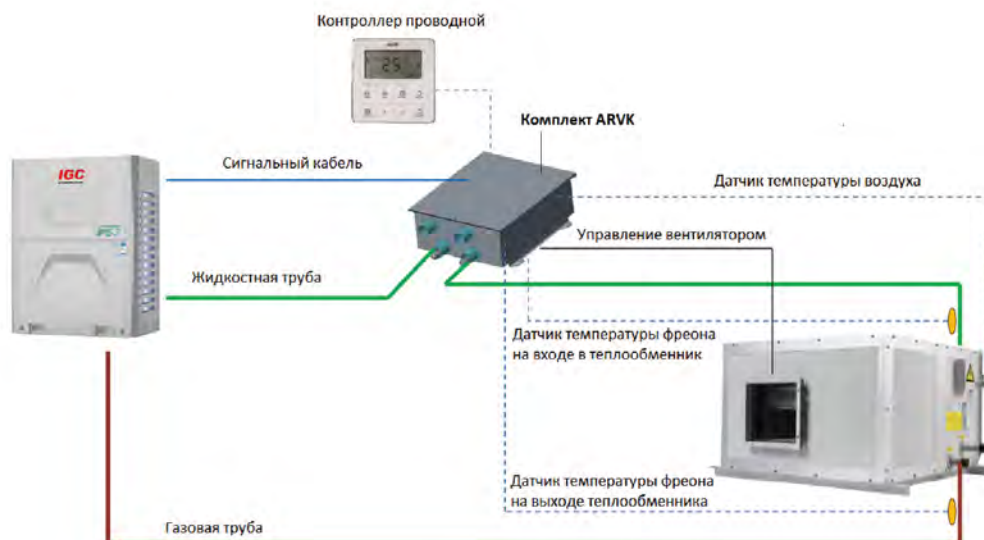 Контроллер проводной
25
Комплект ARVK
IGC
Сигнальный кабель
Датчик температуры воздуха
Управление вентилятором
Жидкостная труба
Датчик температуры фреона
на входе в теплообменник
Датчик температуры фреона
на выходе теплообменника
Газовая труба